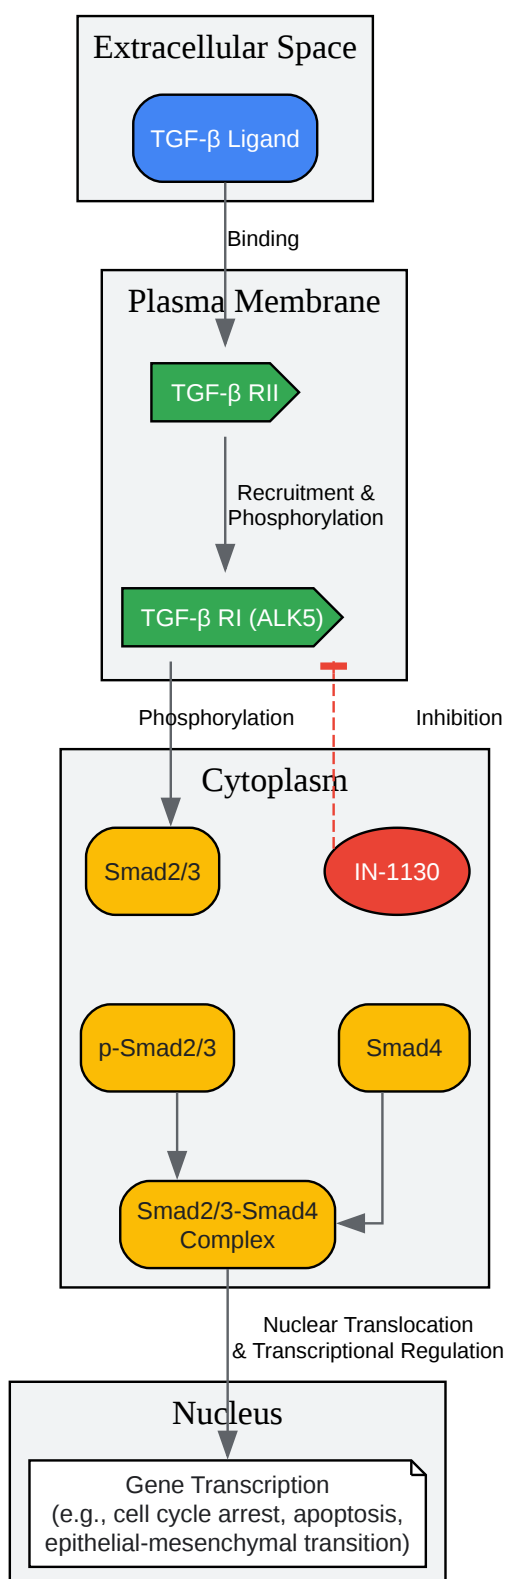 Extracellular Space
TGF-β Ligand
Binding
Plasma Membrane
TGF-β RII
Recruitment &
Phosphorylation
TGF-β RI (ALK5)
Phosphorylation
Inhibition
Cytoplasm
Smad2/3
IN-1130
p-Smad2/3
Smad4
Smad2/3-Smad4
Complex
Nuclear Translocation
& Transcriptional Regulation
Nucleus
Gene Transcription
(e.g., cell cycle arrest, apoptosis,
epithelial-mesenchymal transition)